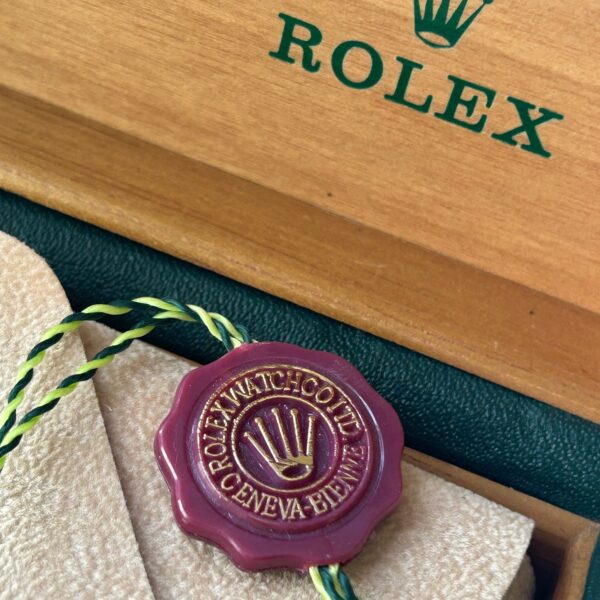 ROLEX
ROLEX WATCH CO LTD.
GENEVA-BIENNE